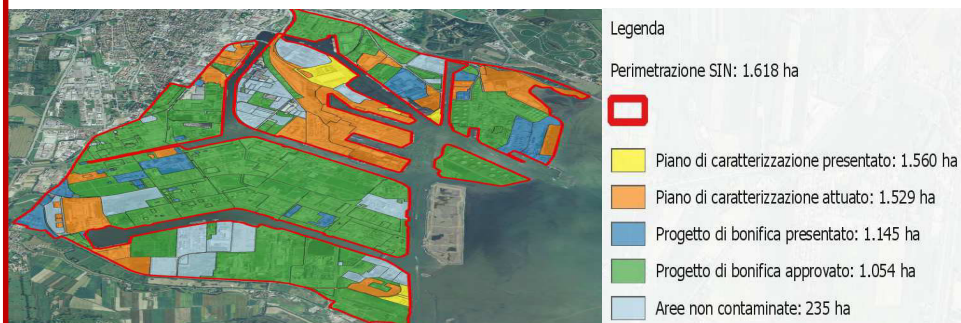 Legenda
Perimetrazione SIN: 1.618 ha
Piano di caratterizzazione presentato: 1.560 ha
Piano di caratterizzazione attuato: 1.529 ha
Progetto di bonifica presentato: 1.145 ha
Progetto di bonifica approvato: 1.054 ha
Aree non contaminate: 235 ha